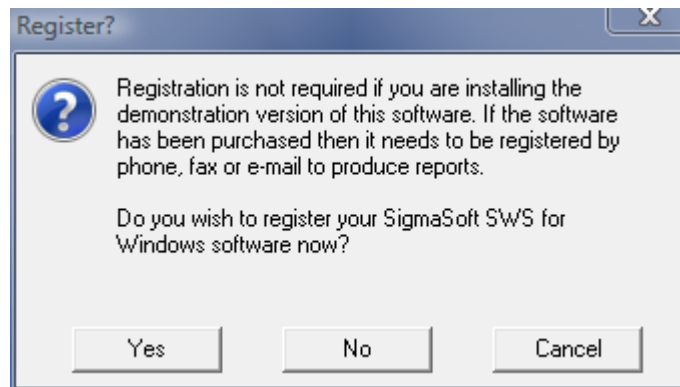 Register?
Registration is not required if you are installing the
demonstration version of this software. If the software
has been purchased then it needs to be registered by
phone, fax or e-mail to produce reports.
Do you wish to register your SigmaSoft SWS for
Windows software now?
Yes No Cancel